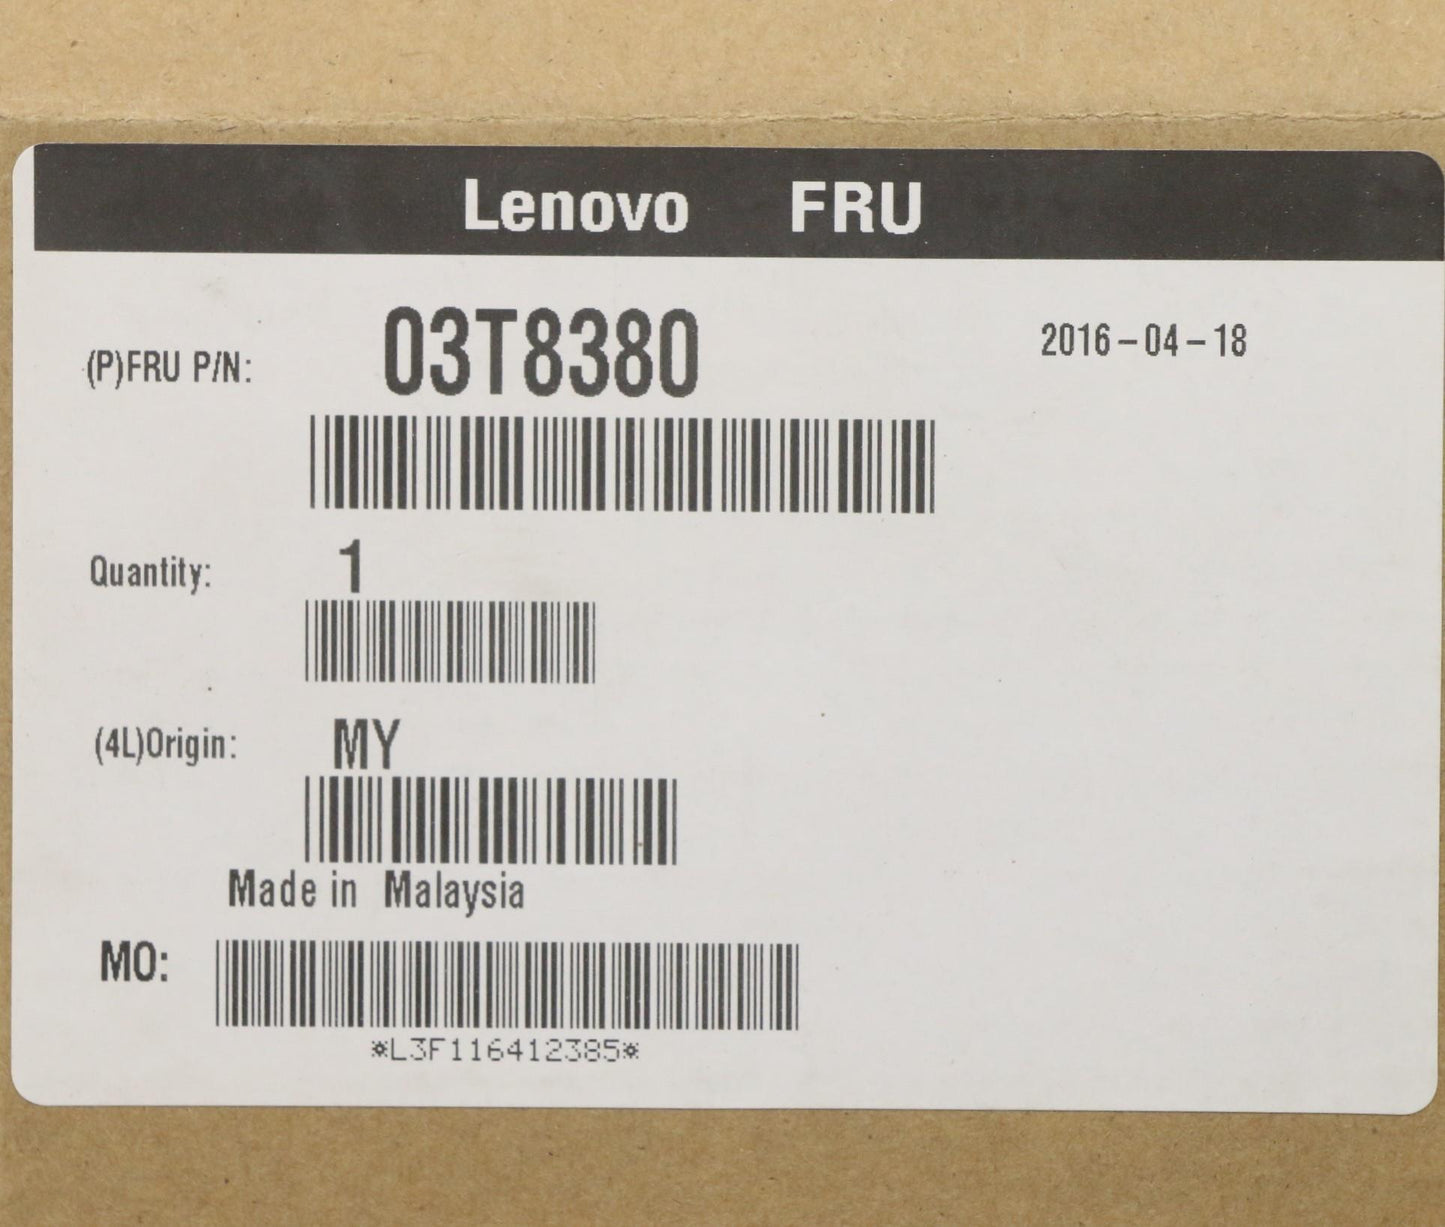 Lenovo FRU
(P)FRU P/N: 03T8380 2016-04-18
Quantity: 1
(4L)Origin: MY
Made in Malaysia
MO:
*L3F116412385*